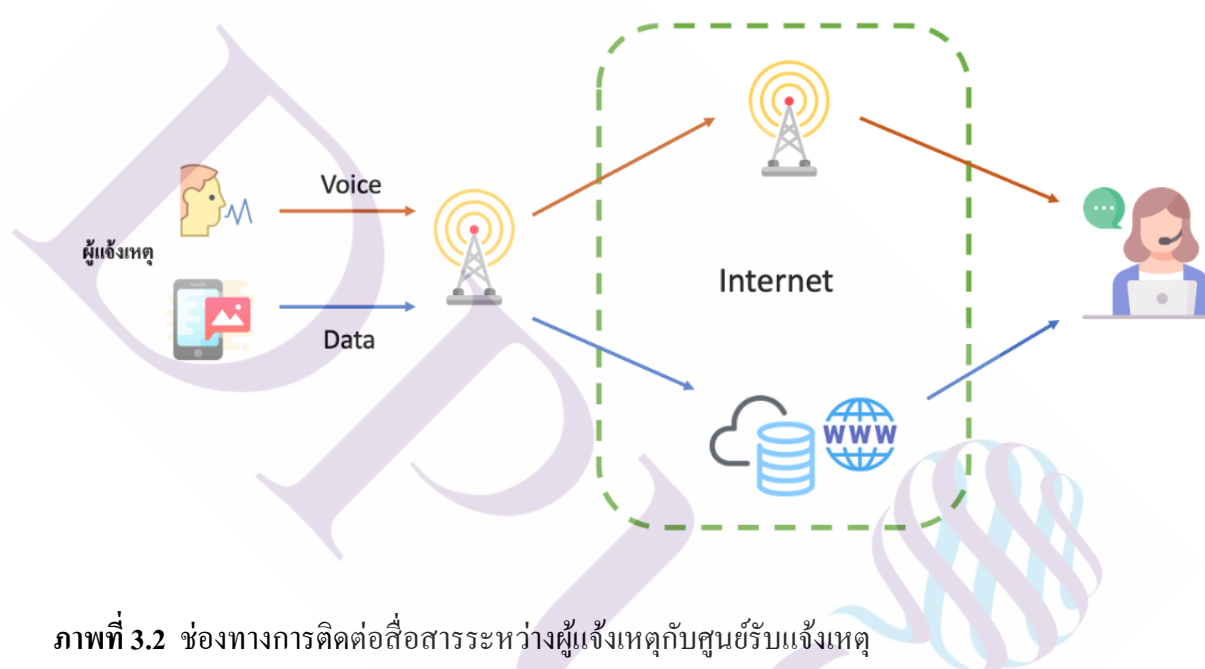 Voice
ผู้แจ้งเหตุ
Data
Internet
WWW
ภาพที่ 3.2 ช่องทางการติดต่อสื่อสารระหว่างผู้แจ้งเหตุกับศูนย์รับแจ้งเหตุ